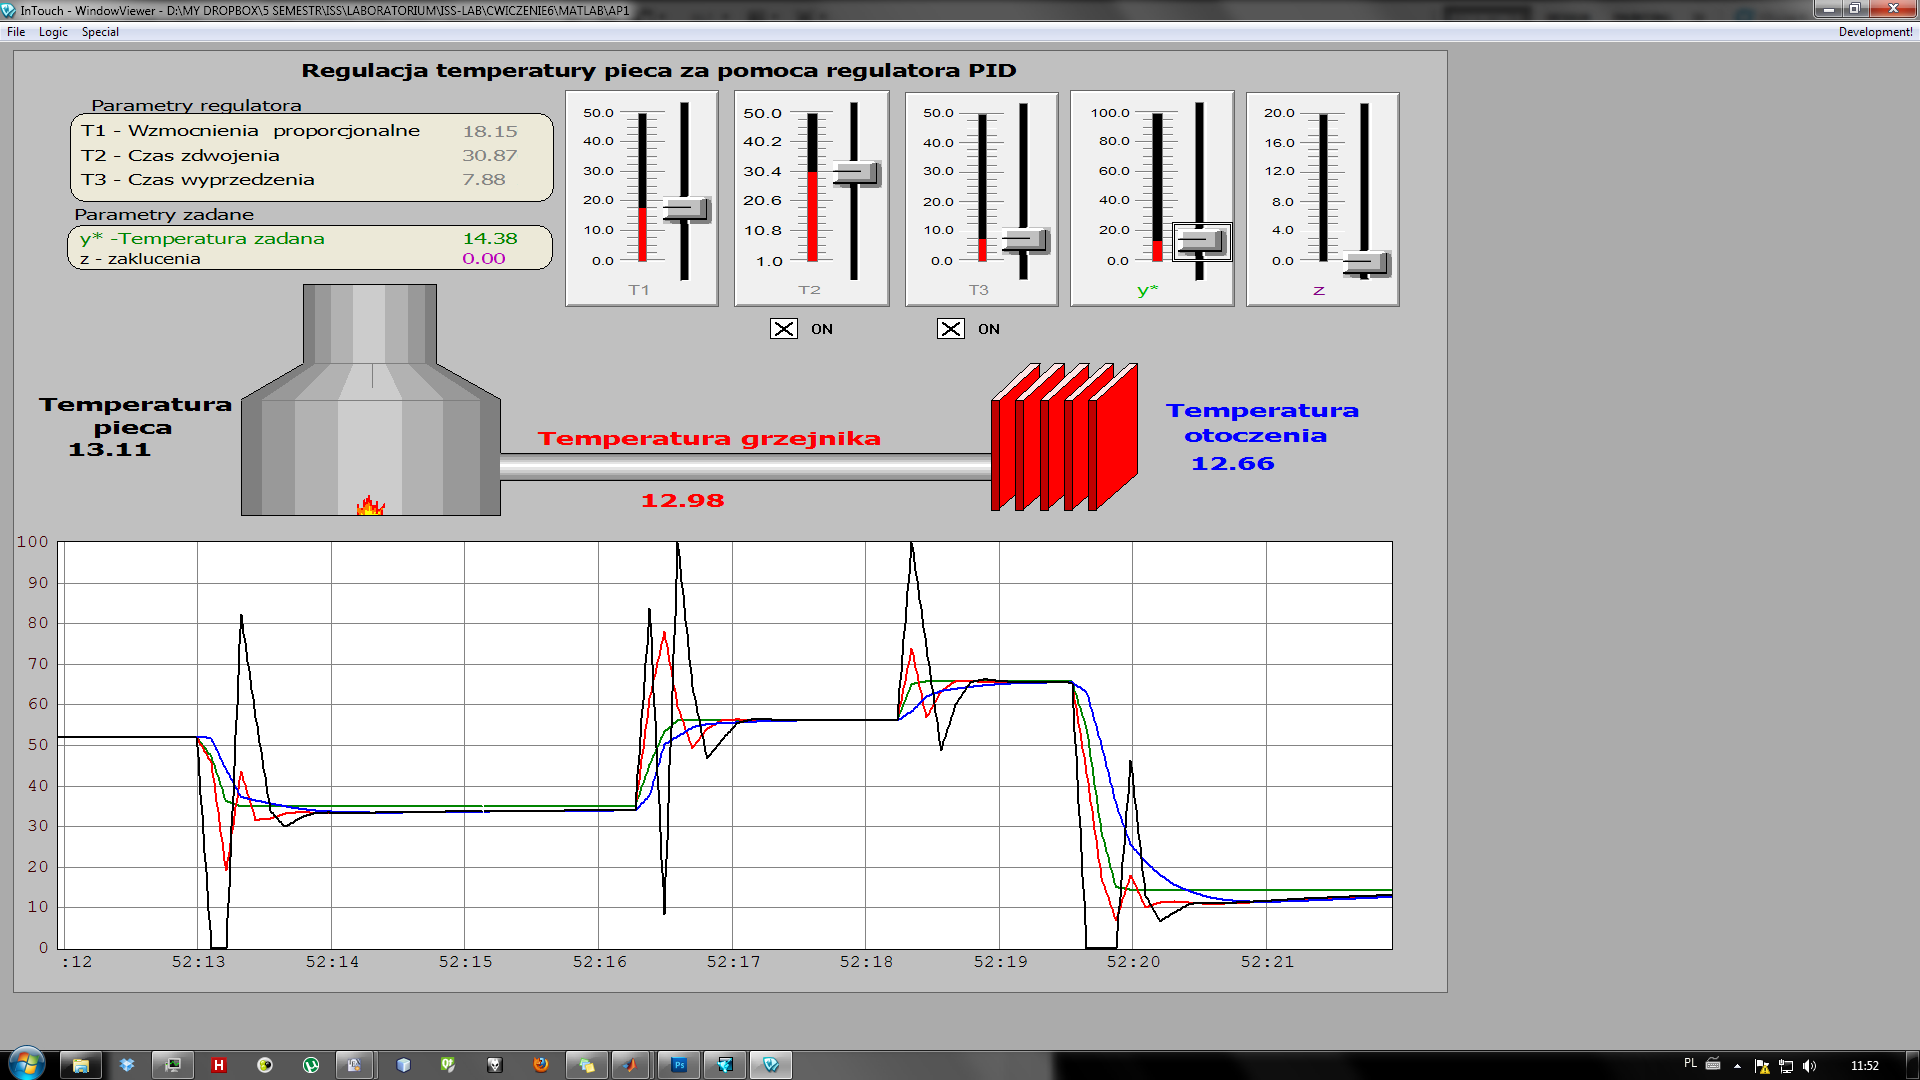 InTouch - WindowViewer - D:\MY DROPBOX\5 SEMESTR\ISS\LABORATORIUM\ISS-LAB\CWICZENIE6\MATLAB\AP1
File Logic Special Development!
Regulacja temperatury pieca za pomoca regulatora PID
Parametry regulatora
T1 - Wzmocnienia proporcjonalne 18.15
T2 - Czas zdwojenia 30.87
T3 - Czas wyprzedzenia 7.88
Parametry zadane
y* -Temperatura zadana 14.38
z - zaklucenia 0.00
50.0
40.0
30.0
20.0
10.0
0.0
T1
50.0
40.2
30.4
20.6
10.8
1.0
T2
50.0
40.0
30.0
20.0
10.0
0.0
T3
100.0
80.0
60.0
40.0
20.0
0.0
y*
20.0
16.0
12.0
8.0
4.0
0.0
z
ON
ON
Temperatura
pieca
13.11
Temperatura grzejnika
12.98
Temperatura
otoczenia
12.66
100
90
80
70
60
50
40
30
20
10
0
:12 52:13 52:14 52:15 52:16 52:17 52:18 52:19 52:20 52:21
PL 11:52